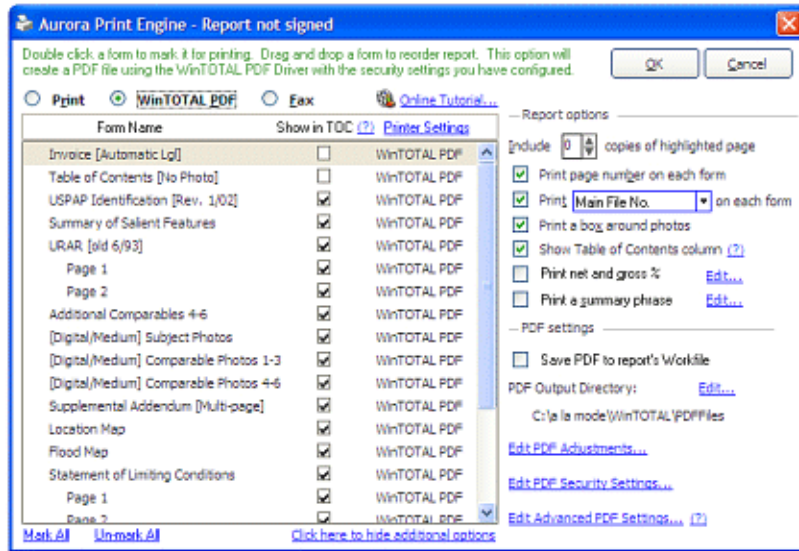 Aurora Print Engine - Report not signed
Double click a form to mark it for printing. Drag and drop a form to reorder report. This option will
create a PDF file using the WinTOTAL PDF Driver with the security settings you have configured.
OK Cancel
Print WinTOTAL PDF Fax Online Tutorial...
Form Name Show in TOC (?) Printer Settings
Invoice [Automatic Lgl] WinTOTAL PDF
Table of Contents [No Photo] WinTOTAL PDF
USPAP Identification [Rev. 1/02] WinTOTAL PDF
Summary of Salient Features WinTOTAL PDF
URAR [old 6/93] WinTOTAL PDF
Page 1 WinTOTAL PDF
Page 2 WinTOTAL PDF
Additional Comparables 4-6 WinTOTAL PDF
[Digital/Medium] Subject Photos WinTOTAL PDF
[Digital/Medium] Comparable Photos 1-3 WinTOTAL PDF
[Digital/Medium] Comparable Photos 4-6 WinTOTAL PDF
Supplemental Addendum [Multi-page] WinTOTAL PDF
Location Map WinTOTAL PDF
Flood Map WinTOTAL PDF
Statement of Limiting Conditions WinTOTAL PDF
Page 1 WinTOTAL PDF
Page 2 WinTOTAL PDF
Mark All Un-mark All Click here to hide additional options
Report options
Include 0 copies of highlighted page
Print page number on each form
Print Main File No. on each form
Print a box around photos
Show Table of Contents column (?)
Print net and gross % Edit...
Print a summary phrase Edit...
PDF settings
Save PDF to report's Workfile
PDF Output Directory: Edit...
C:\a la mode\WinTOTAL\PDFFiles
Edit PDF Adjustments...
Edit PDF Security Settings...
Edit Advanced PDF Settings... (?)